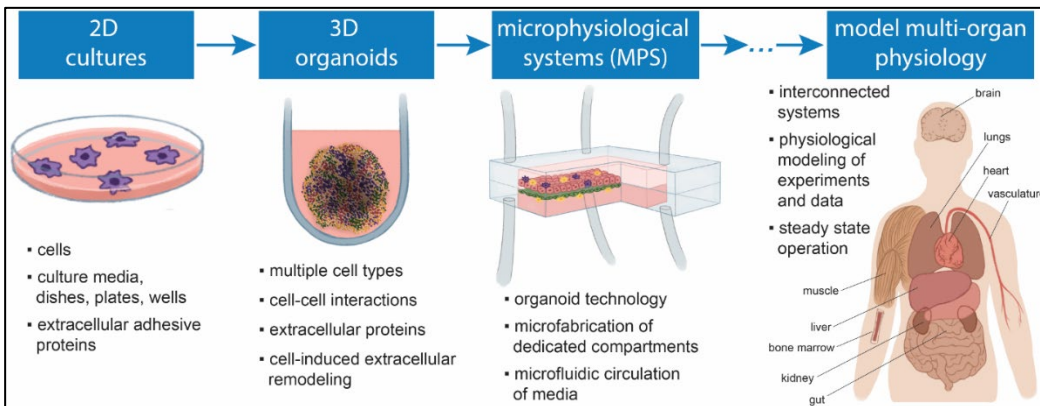 2D
cultures
3D
organoids
microphysiological
systems (MPS)
...
model multi-organ
physiology
▪ cells
▪ culture media,
dishes, plates, wells
▪ extracellular adhesive
proteins
▪ multiple cell types
▪ cell-cell interactions
▪ extracellular proteins
▪ cell-induced extracellular
remodeling
▪ organoid technology
▪ microfabrication of
dedicated compartments
▪ microfluidic circulation
of media
▪ interconnected
systems
▪ physiological
modeling of
experiments
and data
▪ steady state
operation
brain
lungs
heart
vasculature
muscle
liver
bone marrow
kidney
gut